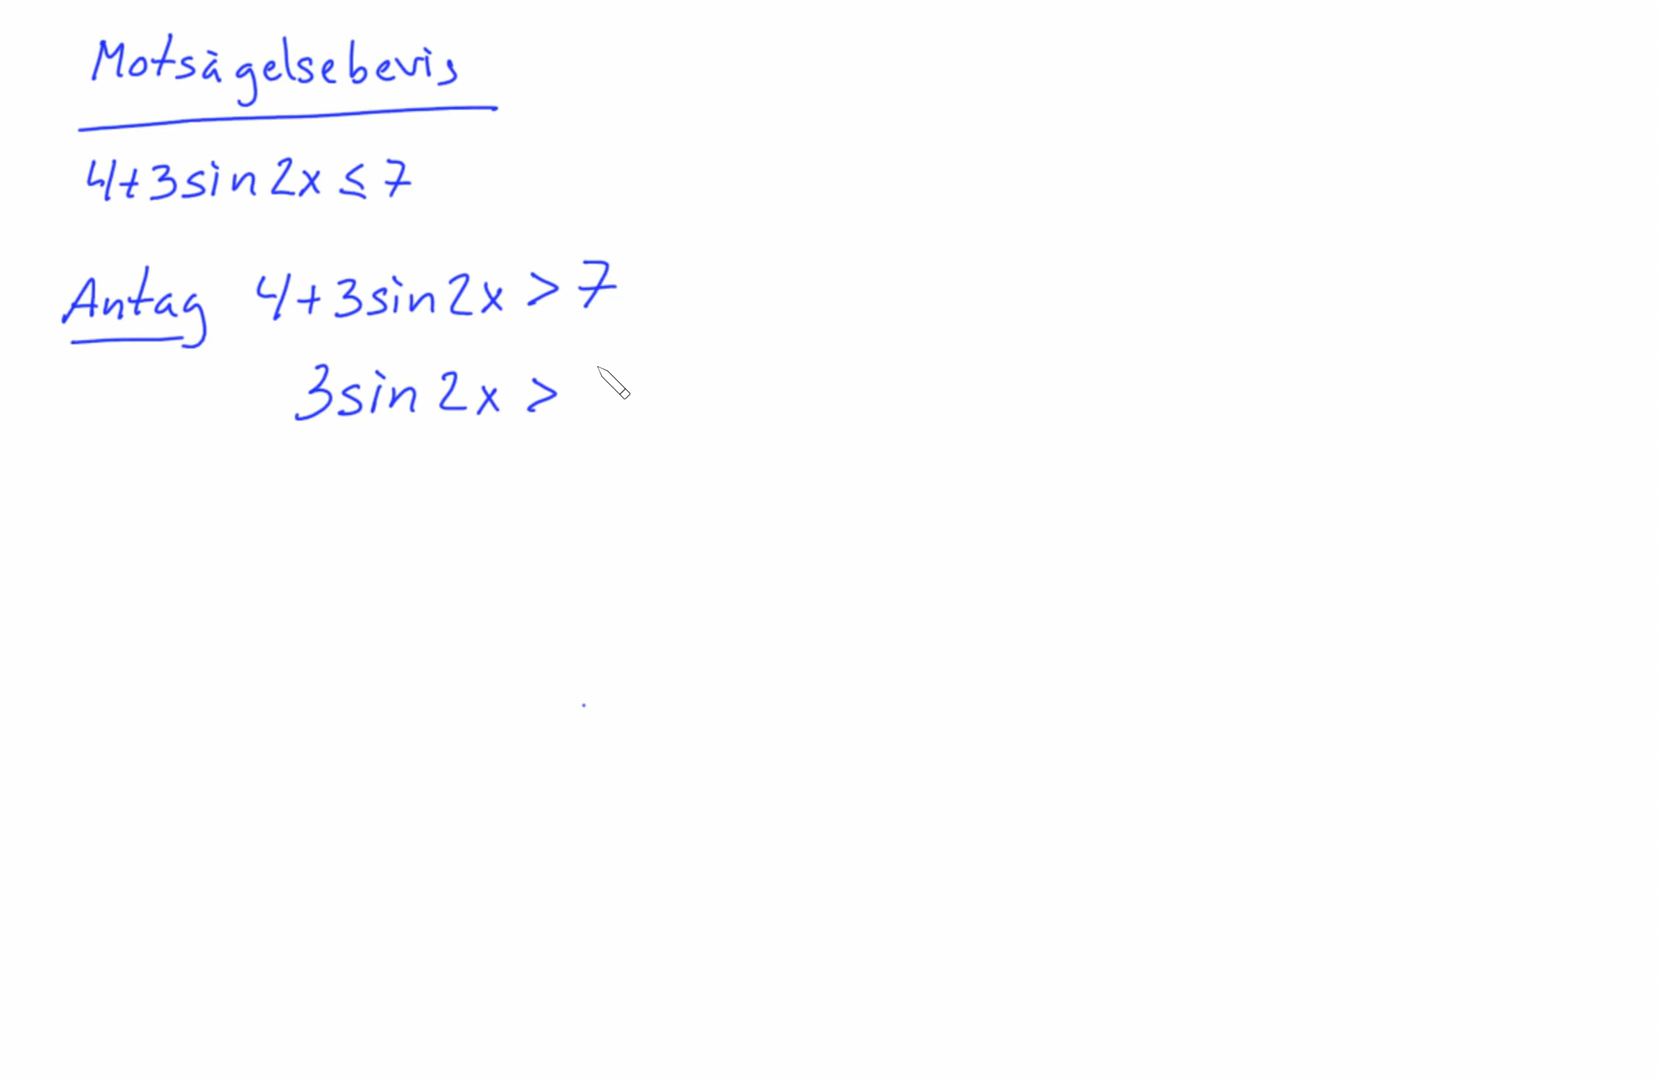 Motsägelsebevis
4+3sin2x ≤ 7
Antag 4+3sin2x > 7
3sin2x >